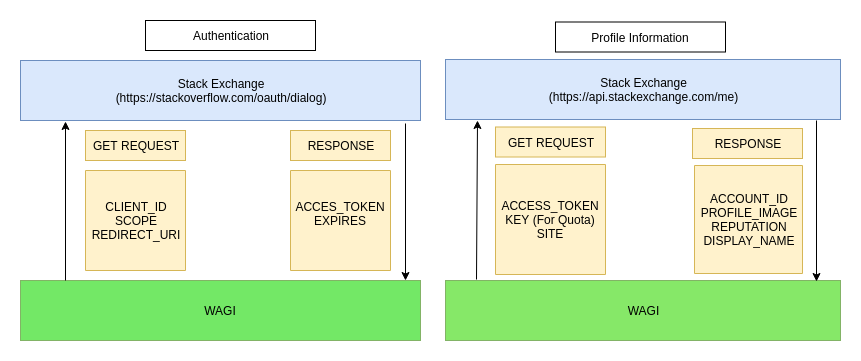 Authentication
Stack Exchange
(https://stackoverflow.com/oauth/dialog)
GET REQUEST
RESPONSE
CLIENT_ID
SCOPE
REDIRECT_URI
ACCES_TOKEN
EXPIRES
WAGI
Profile Information
Stack Exchange
(https://api.stackexchange.com/me)
GET REQUEST
RESPONSE
ACCESS_TOKEN
KEY (For Quota)
SITE
ACCOUNT_ID
PROFILE_IMAGE
REPUTATION
DISPLAY_NAME
WAGI